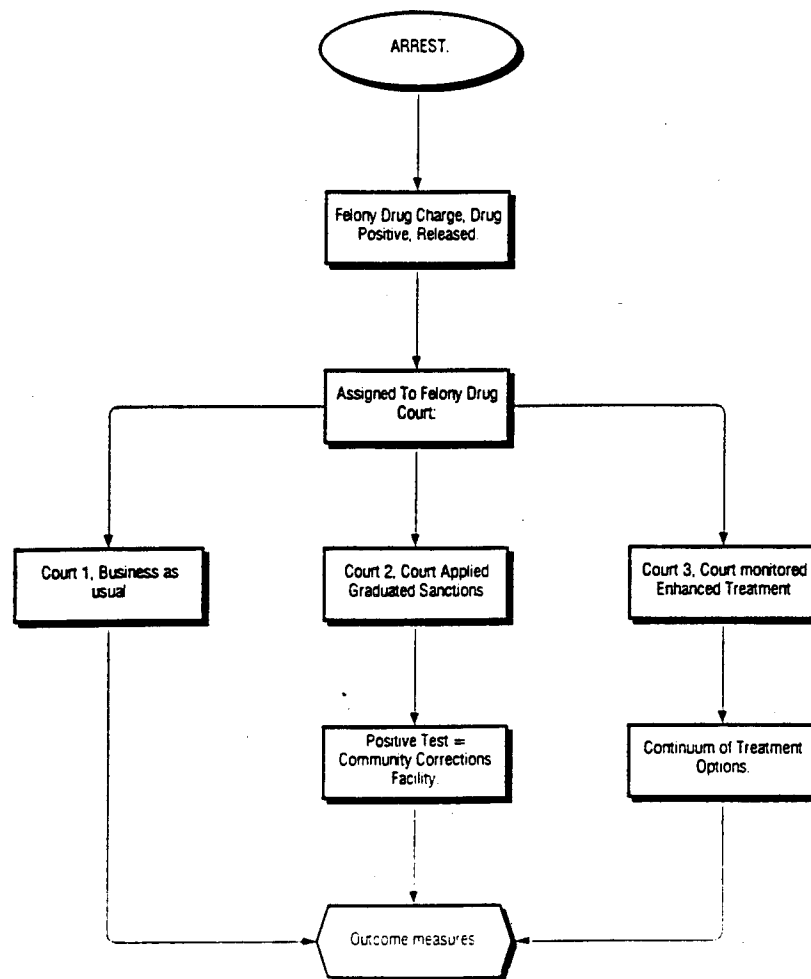 ARREST.
Felony Drug Charge, Drug
Positive, Released.
Assigned To Felony Drug
Court:
Court 1, Business as
usual
Court 2, Court Applied
Graduated Sanctions
Court 3, Court monitored
Enhanced Treatment
Positive Test =
Community Corrections
Facility.
Continuum of Treatment
Options.
Outcome measures